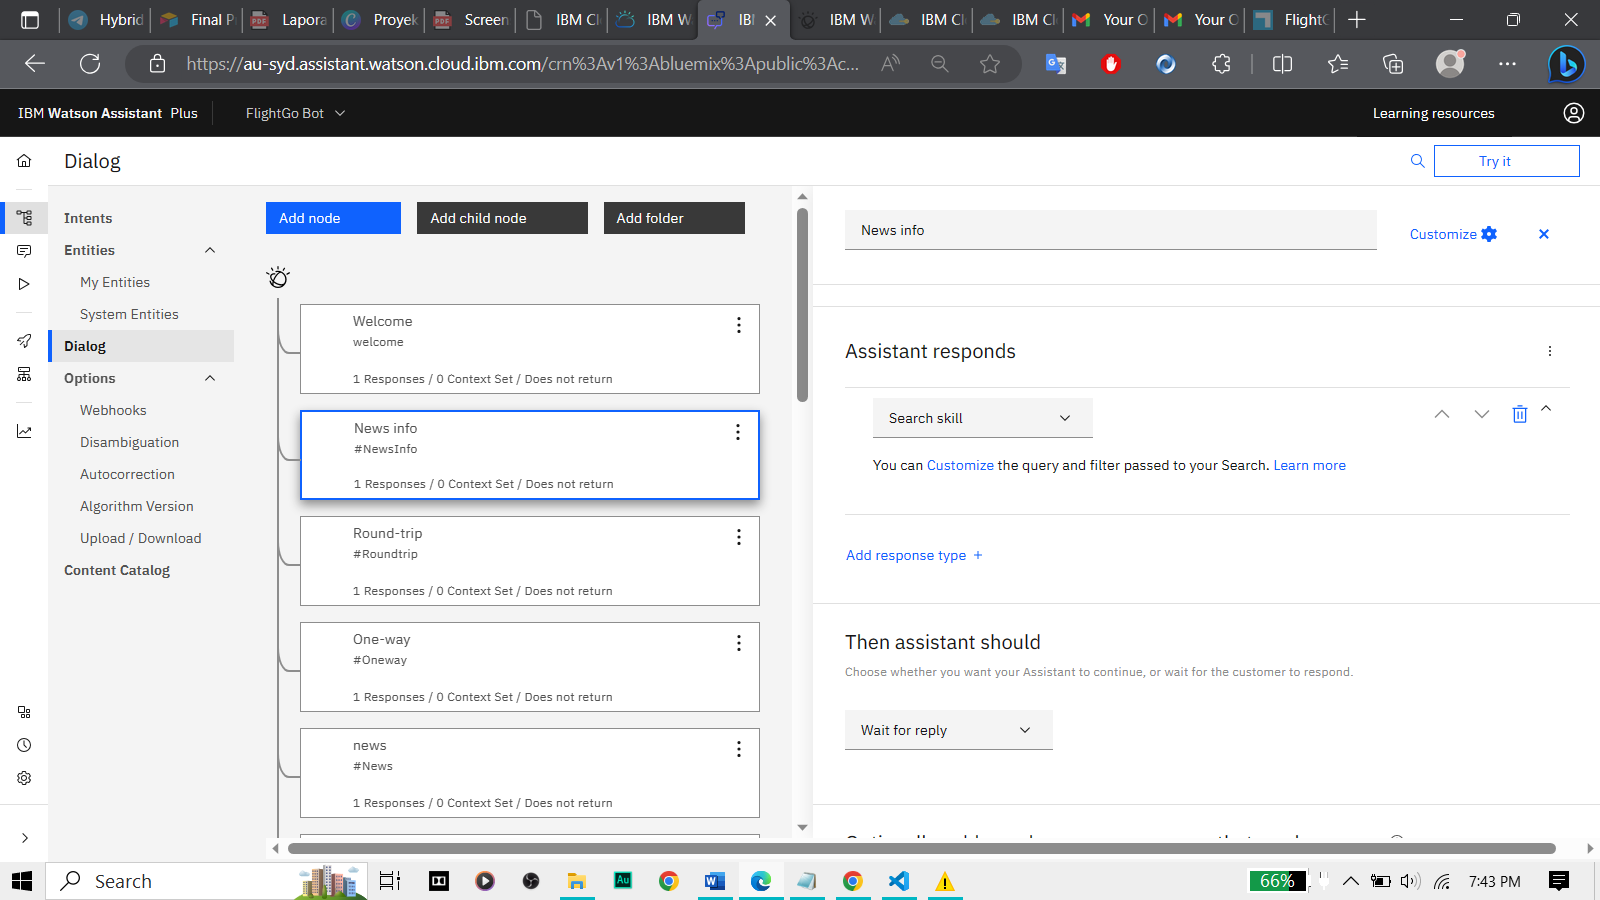 Hybrid
Final P
Lapora
Proyek
Screen
IBM Cl
IBM W
IBI
IBM W
IBM Cl
IBM Cl
Your O
Your O
FlightG
https://au-syd.assistant.watson.cloud.ibm.com/crn%3Av1%3Abluemix%3Apublic%3Ac...
IBM Watson Assistant Plus
FlightGo Bot
Learning resources
Dialog
Try it
Intents
Entities
My Entities
System Entities
Dialog
Options
Webhooks
Disambiguation
Autocorrection
Algorithm Version
Upload / Download
Content Catalog
Add node
Add child node
Add folder
Welcome
welcome
1 Responses / 0 Context Set / Does not return
News info
#NewsInfo
1 Responses / 0 Context Set / Does not return
Round-trip
#Roundtrip
1 Responses / 0 Context Set / Does not return
One-way
#Oneway
1 Responses / 0 Context Set / Does not return
news
#News
1 Responses / 0 Context Set / Does not return
News info
Customize
Assistant responds
Search skill
You can Customize the query and filter passed to your Search. Learn more
Add response type +
Then assistant should
Choose whether you want your Assistant to continue, or wait for the customer to respond.
Wait for reply
Search
66%
7:43 PM